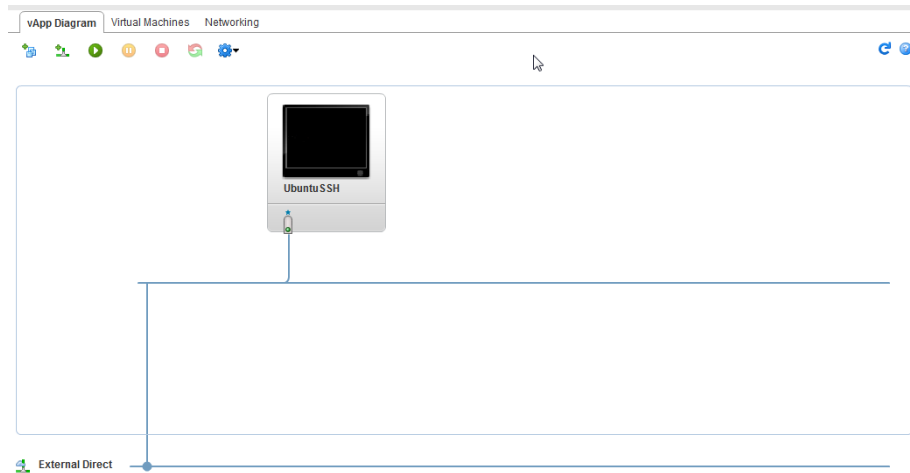 vApp Diagram Virtual Machines Networking
UbuntuSSH
External Direct